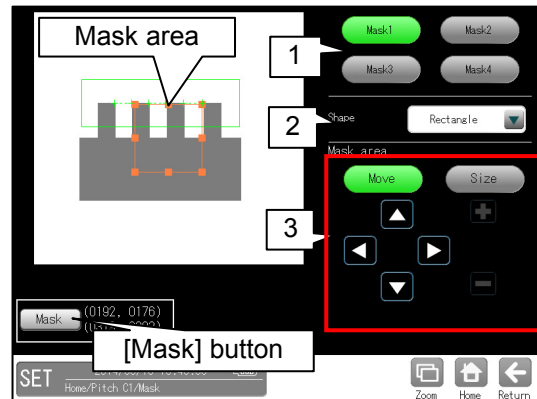 Mask area
1
Mask1
Mask2
Mask3
Mask4
2
Shape
Rectangle
Mask area
3
Move
Size
Mask
(0192, 0176)
[Mask] button
SET
Home/Pitch C1/Mask
Zoom
Home
Return